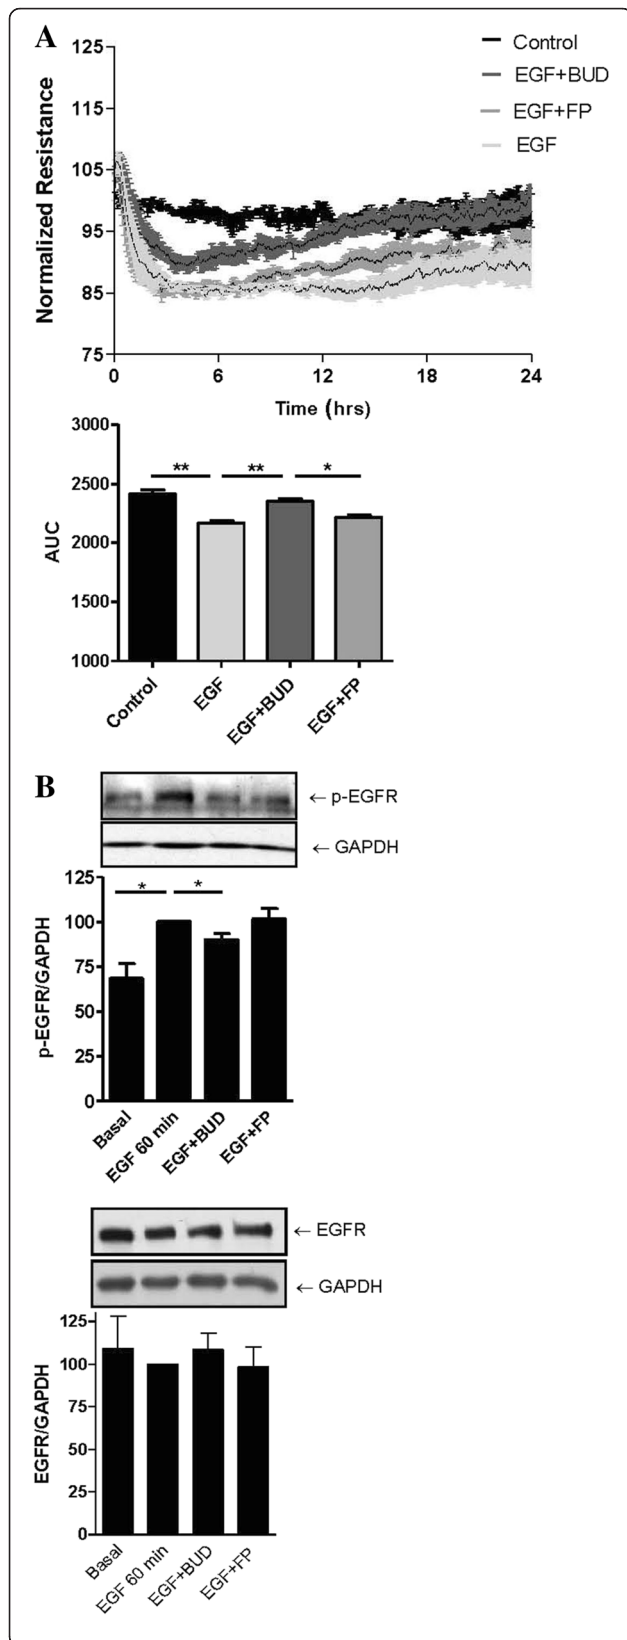 A
125
115
105
95
85
75
Normalized Resistance
Control
EGF+BUD
EGF+FP
EGF
0
6
12
18
24
Time (hrs)
3000
2500
2000
1500
1000
AUC
**
**
*
Control
EGF
EGF+BUD
EGF+FP
B
← p-EGFR
← GAPDH
125
100
75
50
25
0
p-EGFR/GAPDH
*
*
Basal
EGF 60 min
EGF+BUD
EGF+FP
← EGFR
← GAPDH
125
100
75
50
25
0
EGFR/GAPDH
Basal
EGF 60 min
EGF+BUD
EGF+FP